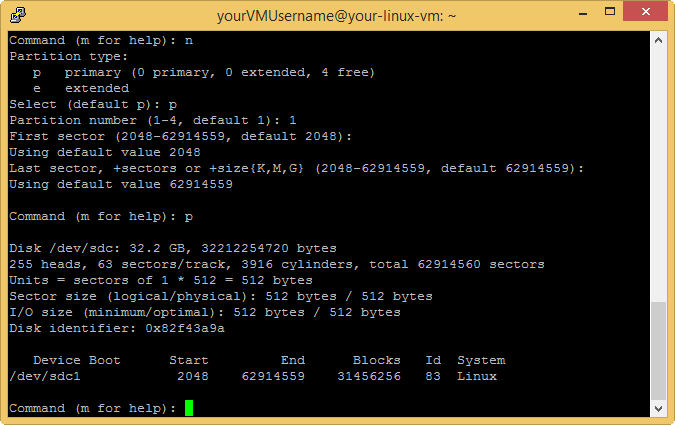 yourVMUsername@your-linux-vm: ~
Command (m for help): n
Partition type:
   p   primary (0 primary, 0 extended, 4 free)
   e   extended
Select (default p): p
Partition number (1-4, default 1): 1
First sector (2048-62914559, default 2048):
Using default value 2048
Last sector, +sectors or +size{K,M,G} (2048-62914559, default 62914559):
Using default value 62914559
Command (m for help): p
Disk /dev/sdc: 32.2 GB, 32212254720 bytes
255 heads, 63 sectors/track, 3916 cylinders, total 62914560 sectors
Units = sectors of 1 * 512 = 512 bytes
Sector size (logical/physical): 512 bytes / 512 bytes
I/O size (minimum/optimal): 512 bytes / 512 bytes
Disk identifier: 0x82f43a9a
   Device Boot      Start         End      Blocks   Id  System
/dev/sdc1            2048    62914559    31456256   83  Linux
Command (m for help):